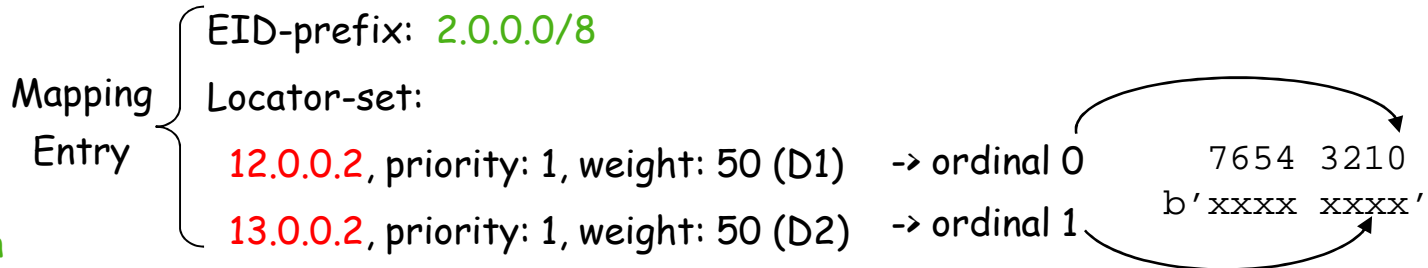 EID-prefix: 2.0.0.0/8
Mapping Entry
Locator-set:
12.0.0.2, priority: 1, weight: 50 (D1) -> ordinal 0
7654 3210
13.0.0.2, priority: 1, weight: 50 (D2) -> ordinal 1
b'xxxx xxxx'